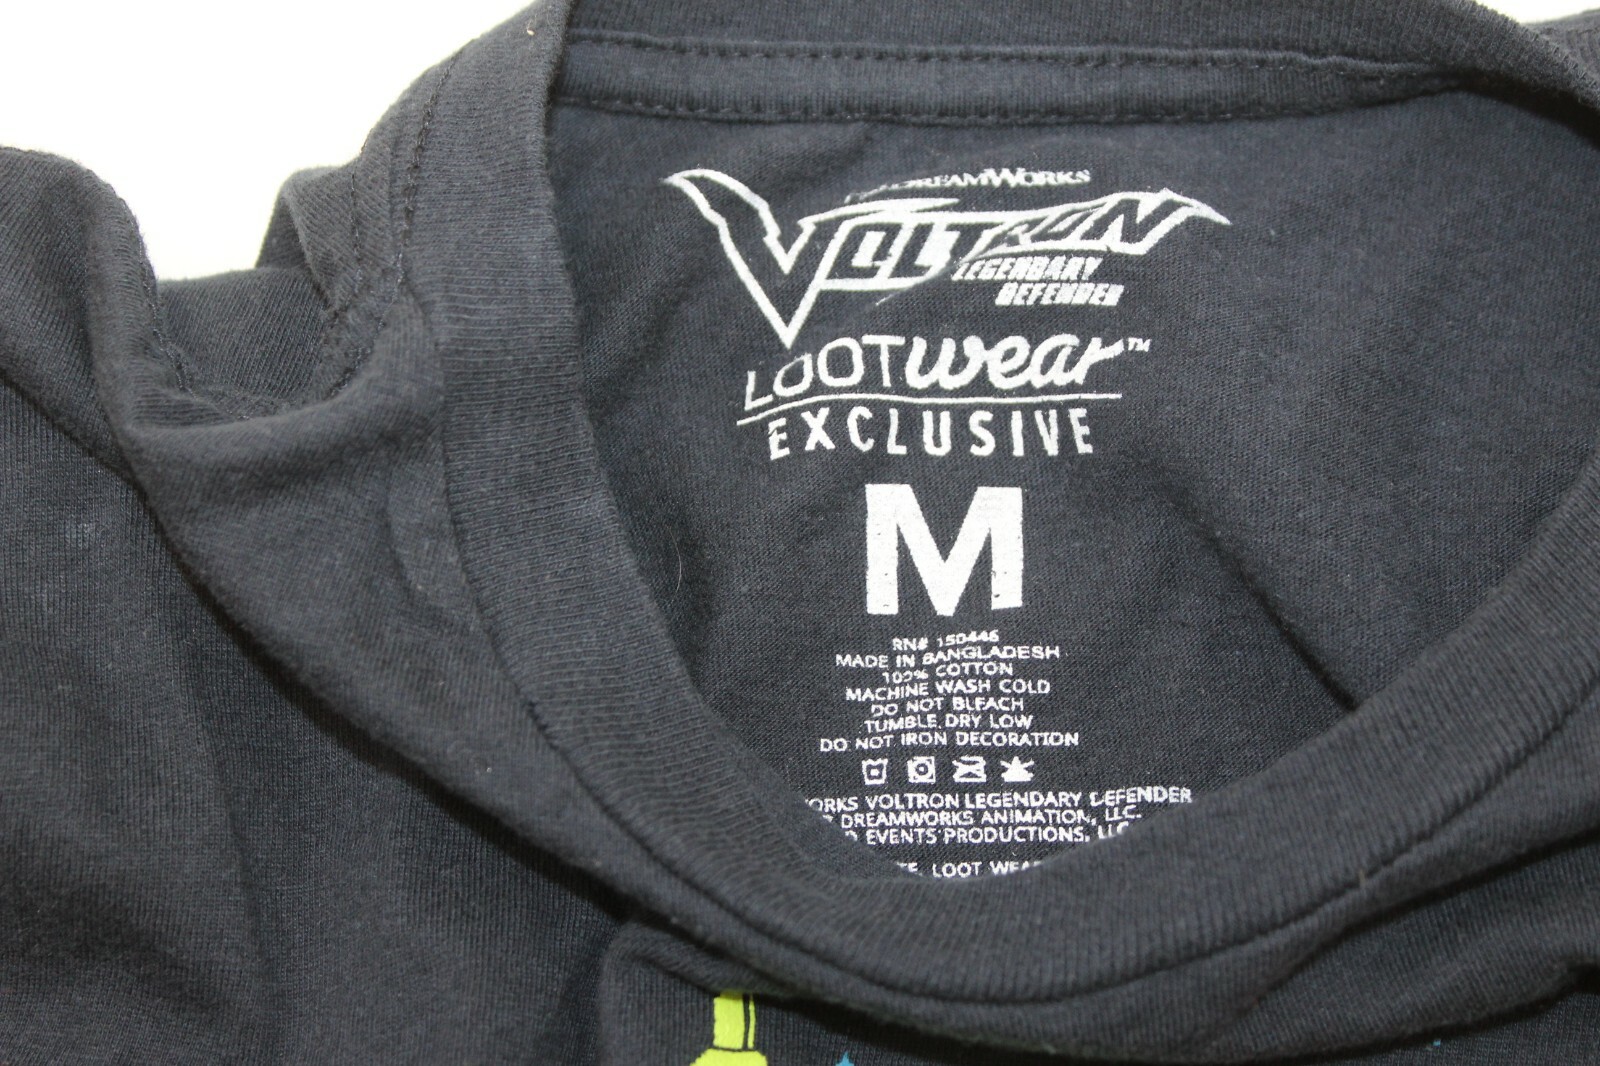 DREAMWORKS
VOLTRON
LEGENDARY
DEFENDER
LOOTwear™
EXCLUSIVE
M
RN# 150446
MADE IN BANGLADESH
100% COTTON
MACHINE WASH COLD
DO NOT BLEACH
TUMBLE DRY LOW
DO NOT IRON DECORATION
VOLTRON LEGENDARY DEFENDER
DREAMWORKS ANIMATION, LLC.
EVENTS PRODUCTIONS, LLC
LOOT WEAR